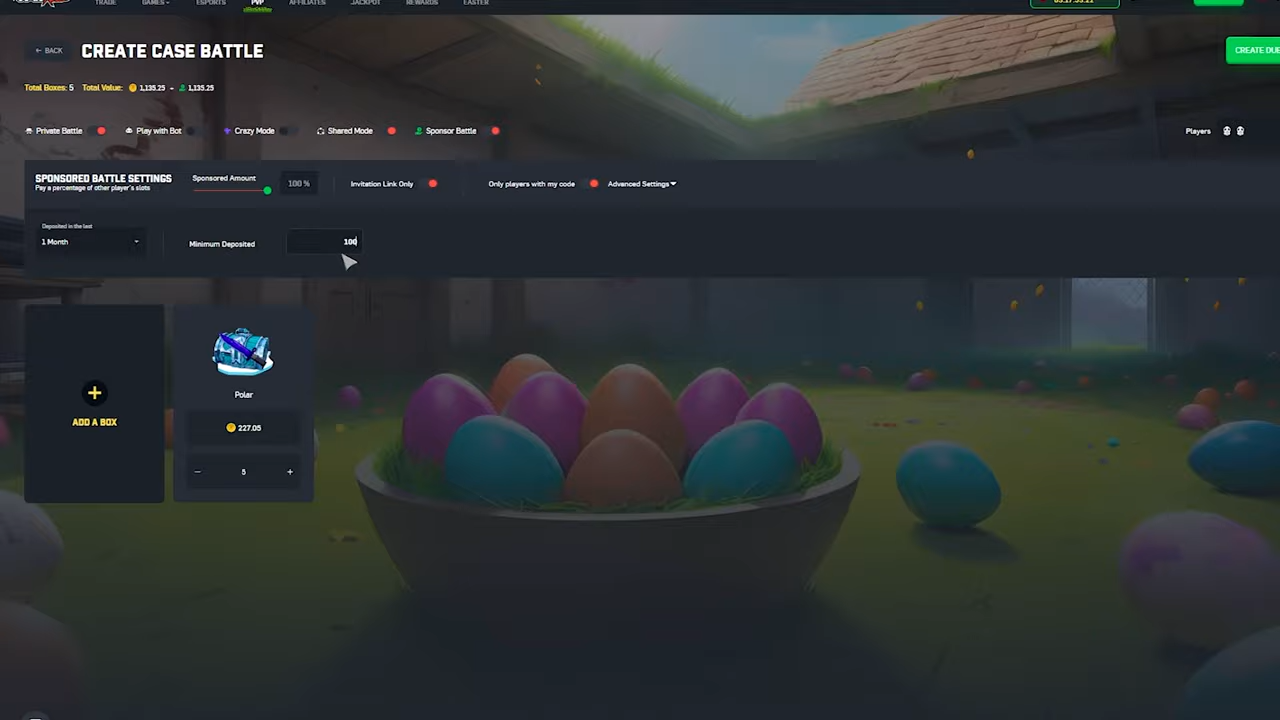 TRADE GAMES ESPORTS PVP AFFILIATES JACKPOT REWARDS EASTER
← BACK CREATE CASE BATTLE
Total Boxes: 5 Total Value: 1,135.25 - 1,135.25
Private Battle Play with Bot Crazy Mode Shared Mode Sponsor Battle Players
SPONSORED BATTLE SETTINGS Sponsored Amount 100 % Invitation Link Only Only players with my code Advanced Settings
Pay a percentage of other player's slots
Deposited in the last
1 Month Minimum Deposited 100
Polar
ADD A BOX 227.05
− 5 +